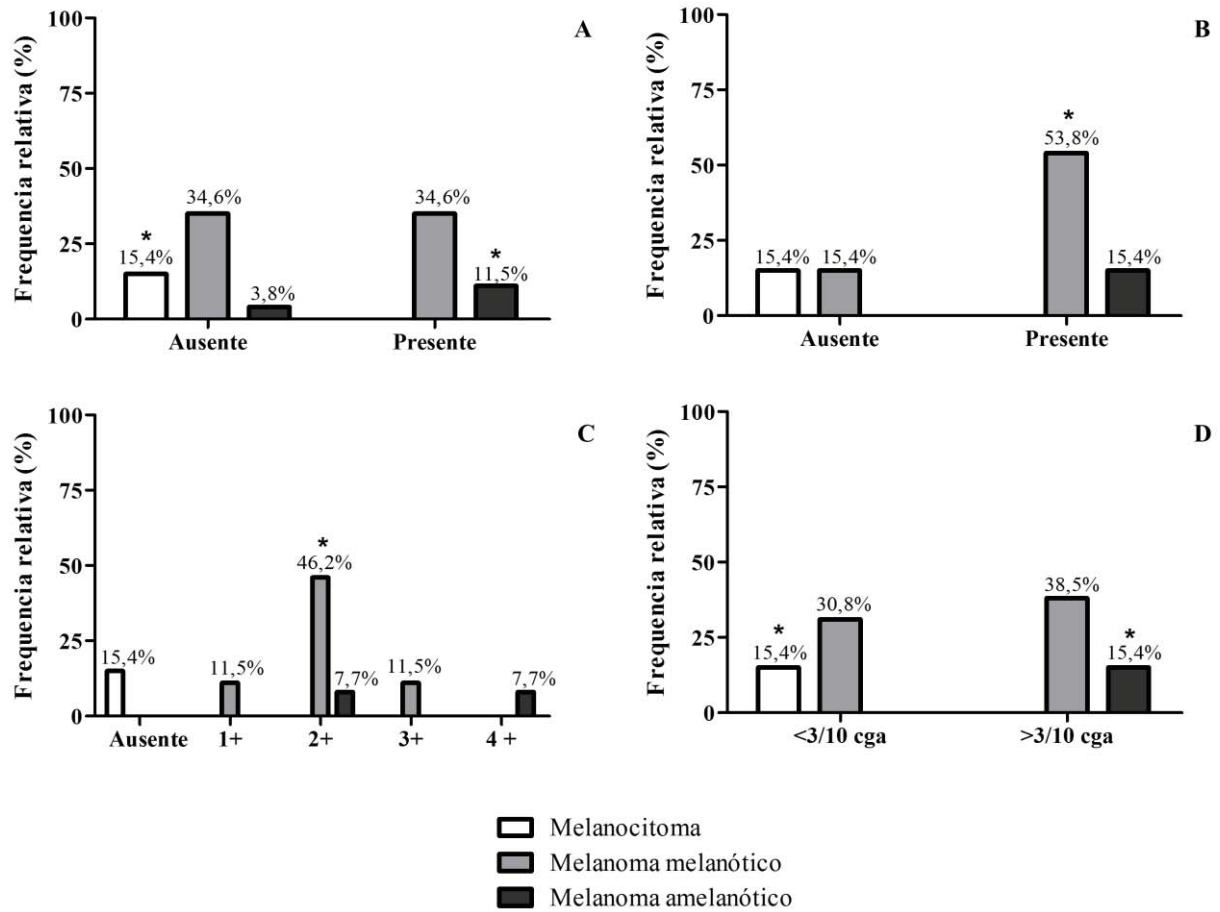 A
Frequencia relativa (%)
100
75
50
25
0
*
15,4%
34,6%
3,8%
34,6%
*
11,5%
Ausente
Presente
B
Frequencia relativa (%)
100
75
50
25
0
15,4%
15,4%
*
53,8%
15,4%
Ausente
Presente
C
Frequencia relativa (%)
100
75
50
25
0
15,4%
11,5%
*
46,2%
7,7%
11,5%
7,7%
Ausente
1+
2+
3+
4 +
D
Frequencia relativa (%)
100
75
50
25
0
*
15,4%
30,8%
38,5%
*
15,4%
<3/10 cga
>3/10 cga
Melanocitoma
Melanoma melanótico
Melanoma amelanótico